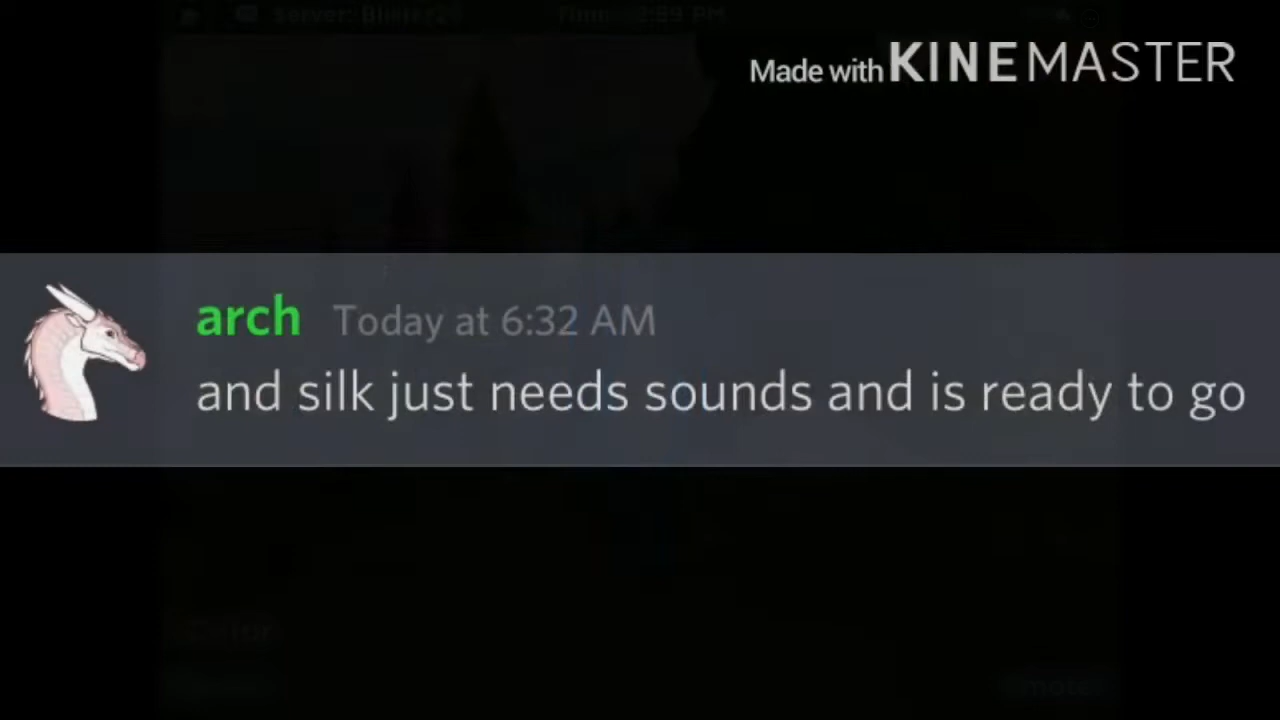 Made with KINEMASTER
arch Today at 6:32 AM
and silk just needs sounds and is ready to go